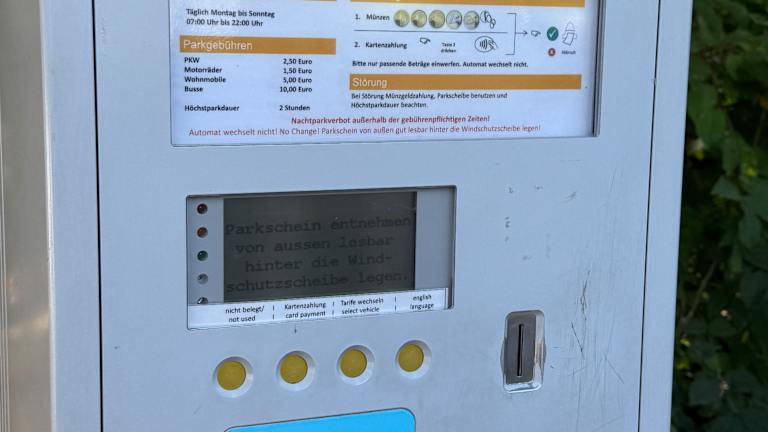 Täglich Montag bis Sonntag
07:00 Uhr bis 22:00 Uhr
Parkgebühren
PKW 2,50 Euro
Motorräder 1,50 Euro
Wohnmobile 5,00 Euro
Busse 10,00 Euro
Höchstparkdauer 2 Stunden
1. Münzen
2. Kartenzahlung Taste 2
drücken
Abbruch
Bitte nur passende Beträge einwerfen. Automat wechselt nicht.
Störung
Bei Störung Münzgeldzahlung, Parkscheibe benutzen und
Höchstparkdauer beachten.
Nachtparkverbot außerhalb der gebührenpflichtigen Zeiten!
Automat wechselt nicht! No Change! Parkschein von außen gut lesbar hinter die Windschutzscheibe legen!
Parkschein entnehmen
von aussen lesbar
hinter die Wind-
schutzscheibe legen.
nicht belegt/
not used
Kartenzahlung
card payment
Tarife wechseln
select vehicle
english
language